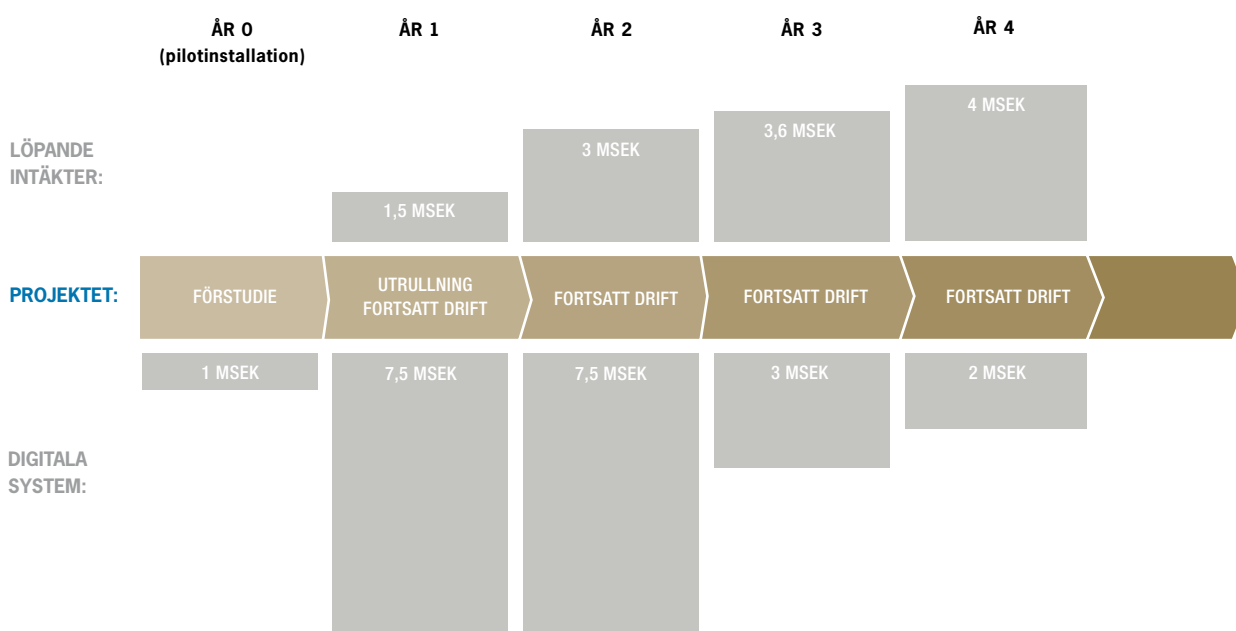 ÅR 0
(pilotinstallation)
ÅR 1
ÅR 2
ÅR 3
ÅR 4
LÖPANDE
INTÄKTER:
1,5 MSEK
3 MSEK
3,6 MSEK
4 MSEK
PROJEKTET:
FÖRSTUDIE
UTRULLNING
FORTSATT DRIFT
FORTSATT DRIFT
FORTSATT DRIFT
FORTSATT DRIFT
DIGITALA
SYSTEM:
1 MSEK
7,5 MSEK
7,5 MSEK
3 MSEK
2 MSEK